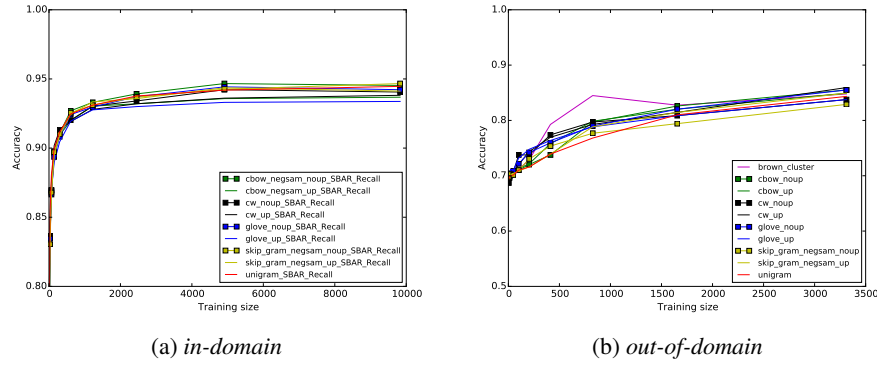 1.00
0.95
0.90
0.85
0.80
Accuracy
0
2000
4000
6000
8000
10000
Training size
cbow_negsam_noup_SBAR_Recall
cbow_negsam_up_SBAR_Recall
cw_noup_SBAR_Recall
cw_up_SBAR_Recall
glove_noup_SBAR_Recall
glove_up_SBAR_Recall
skip_gram_negsam_noup_SBAR_Recall
skip_gram_negsam_up_SBAR_Recall
unigram_SBAR_Recall
(a) in-domain
1.0
0.9
0.8
0.7
0.6
0.5
Accuracy
0
500
1000
1500
2000
2500
3000
3500
Training size
brown_cluster
cbow_noup
cbow_up
cw_noup
cw_up
glove_noup
glove_up
skip_gram_negsam_noup
skip_gram_negsam_up
unigram
(b) out-of-domain